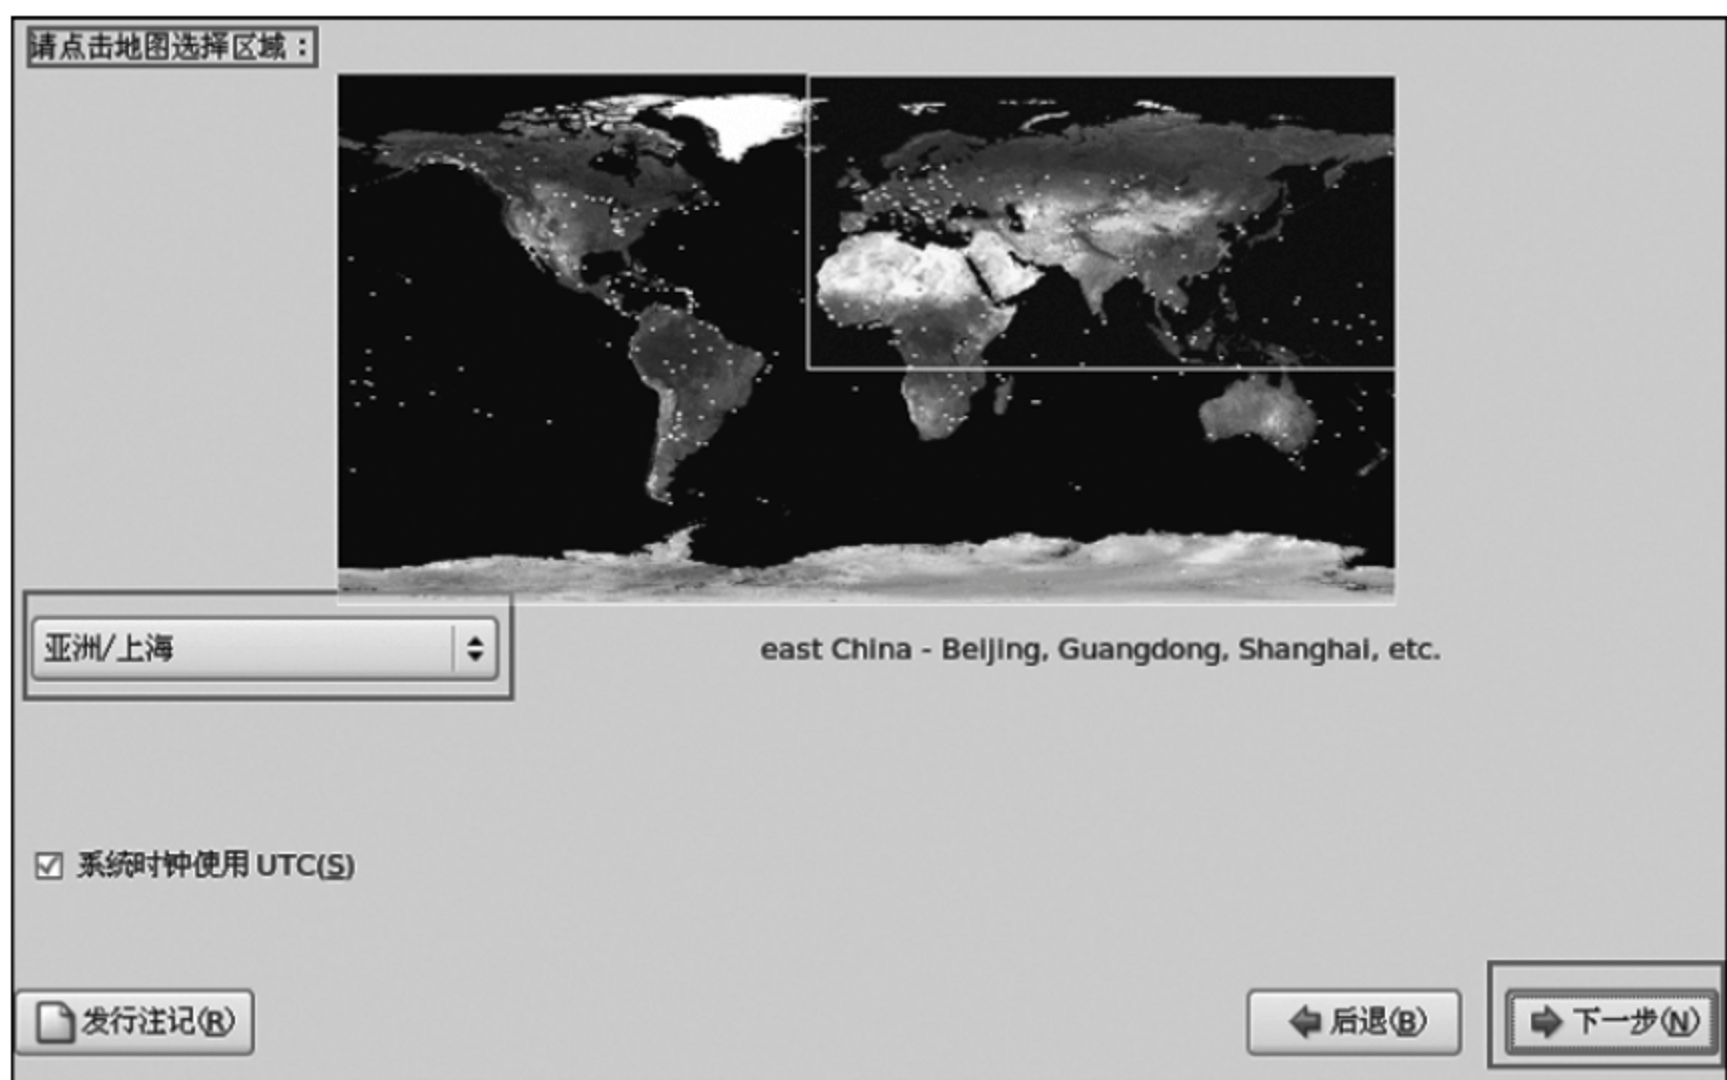 请点击地图选择区域：
亚洲/上海
east China - Beijing, Guangdong, Shanghai, etc.
系统时钟使用 UTC(S)
发行注记(R)
后退(B)
下一步(N)